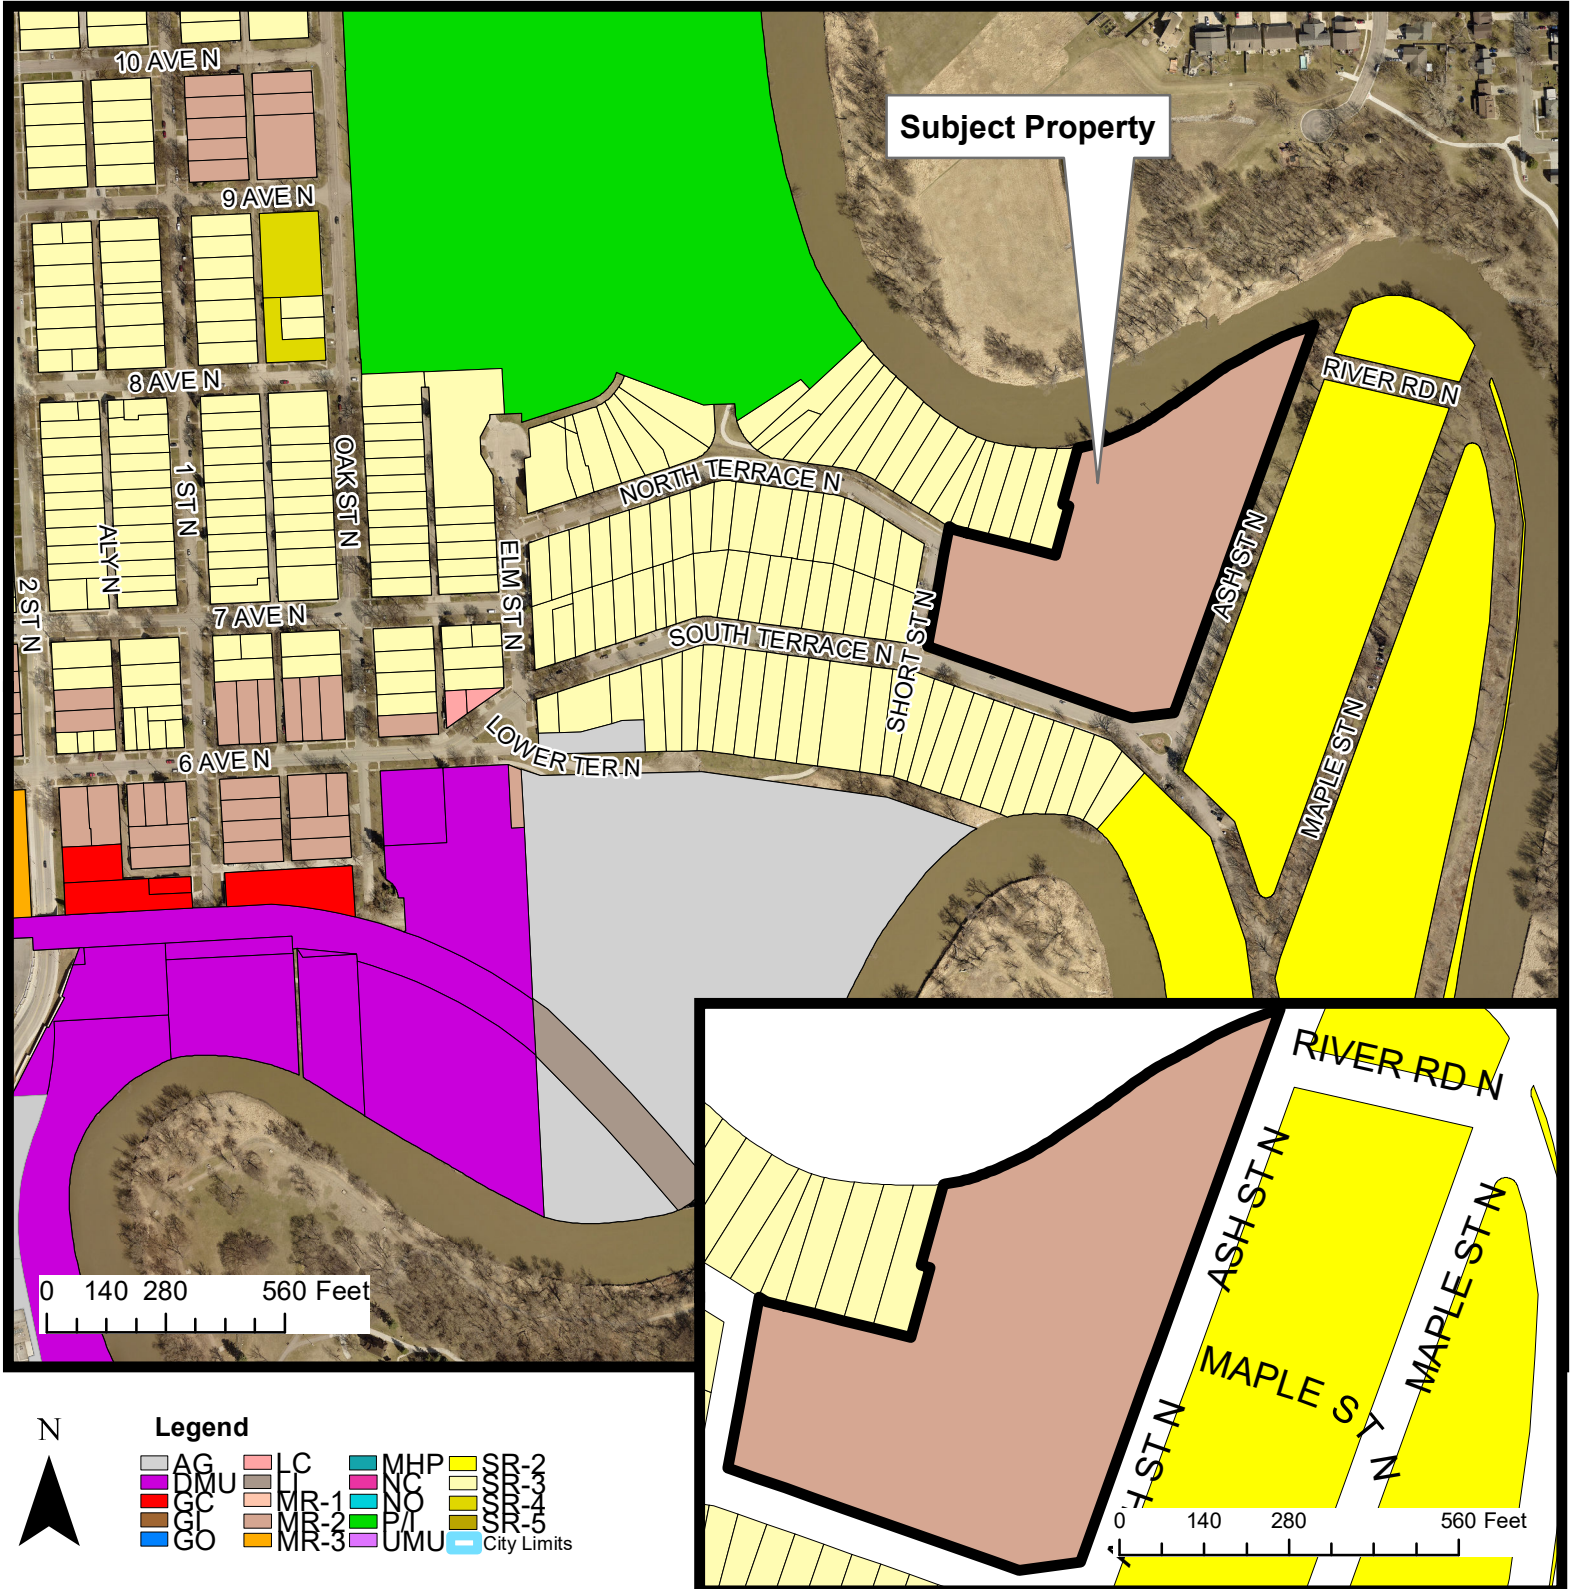 10 AVE N
Subject Property
9 AVE N
8 AVE N
RIVER RD N
1 ST N
OAK ST N
NORTH TERRACE N
ALY N
ELM ST N
ASH ST N
2 ST N
7 AVE N
SOUTH TERRACE N
SHORT ST N
MAPLE ST N
6 AVE N
LOWER TER N
0 140 280 560 Feet
RIVER RD N
ASH ST N
MAPLE ST N
MAPLE ST N
H ST N
0 140 280 560 Feet
N
Legend
AG
DMU
GC
GI
GO
LC
LI
MR-1
MR-2
MR-3
MHP
NC
NO
P/I
UMU
SR-2
SR-3
SR-4
SR-5
City Limits